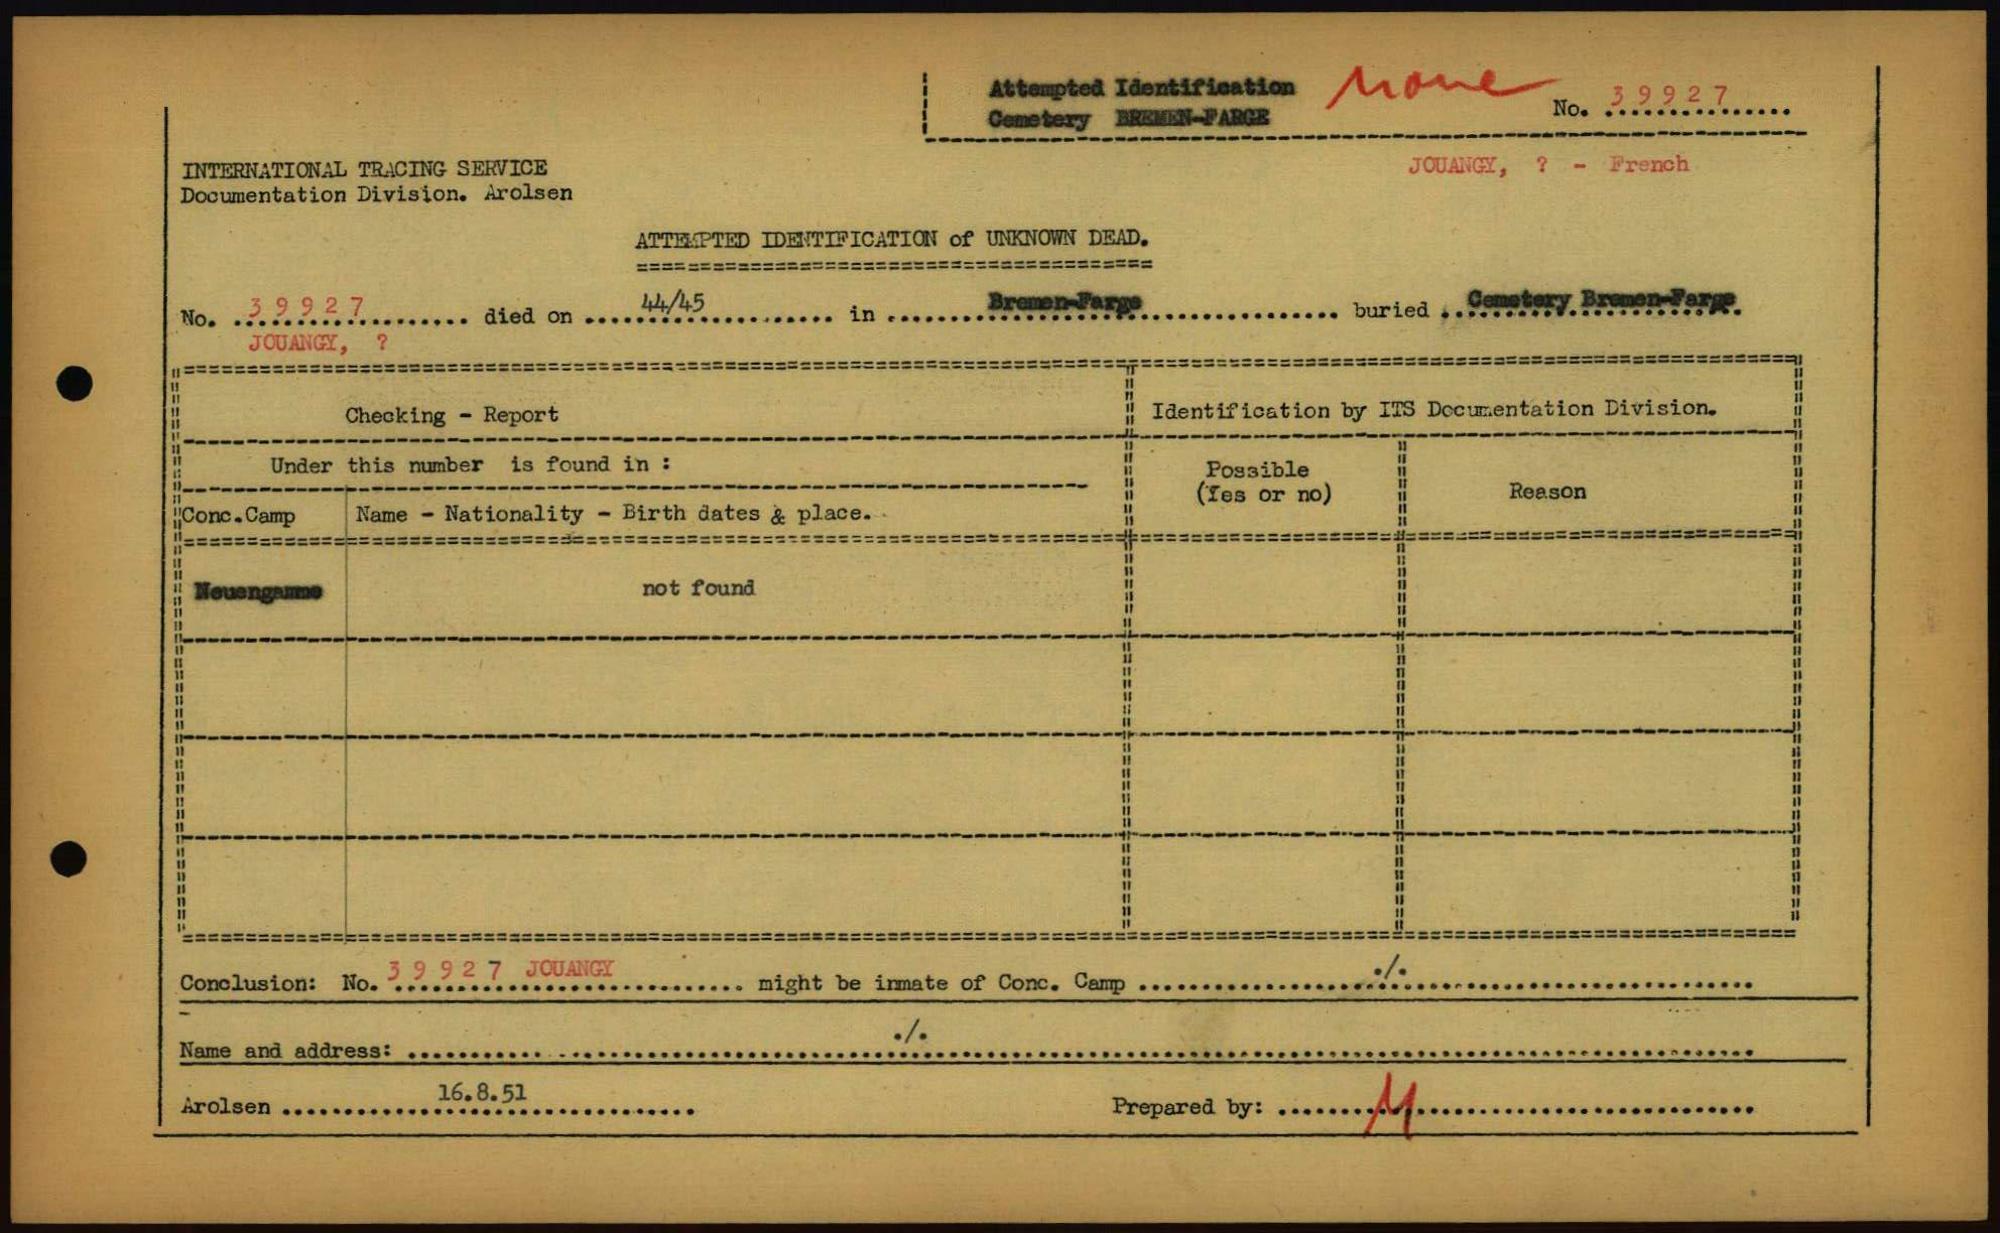 Attempted Identification
Cemetery BREMEN-FARGE
none
No. 39927
JOUANGY, ? - French
INTERNATIONAL TRACING SERVICE
Documentation Division. Arolsen
ATTEMPTED IDENTIFICATION of UNKNOWN DEAD.
No. 39927 died on 44/45 in Bremen-Farge buried Cemetery Bremen-Farge
JOUANGY, ?
Checking - Report
Identification by ITS Documentation Division.
Under this number is found in :
Possible
(Yes or no)
Reason
Conc.Camp
Name - Nationality - Birth dates & place.
Neuengamme
not found
Conclusion: No. 39927 JOUANGY might be inmate of Conc. Camp ./.
Name and address: ./.
Arolsen 16.8.51
Prepared by: M